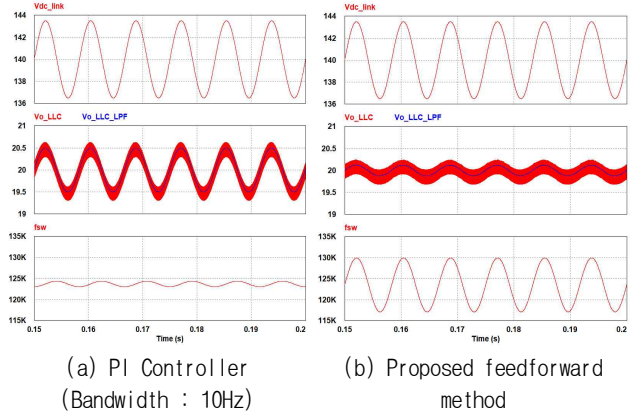 Vdc_link
144
142
140
138
136
Vo_LLC Vo_LLC_LPF
21
20.5
20
19.5
19
fsw
135K
130K
125K
120K
115K
0.15 0.16 0.17 0.18 0.19 0.2
Time (s)
(a) PI Controller
(Bandwidth : 10Hz)
Vdc_link
144
142
140
138
136
Vo_LLC Vo_LLC_LPF
21
20.5
20
19.5
19
fsw
135K
130K
125K
120K
115K
0.15 0.16 0.17 0.18 0.19 0.2
Time (s)
(b) Proposed feedforward
method